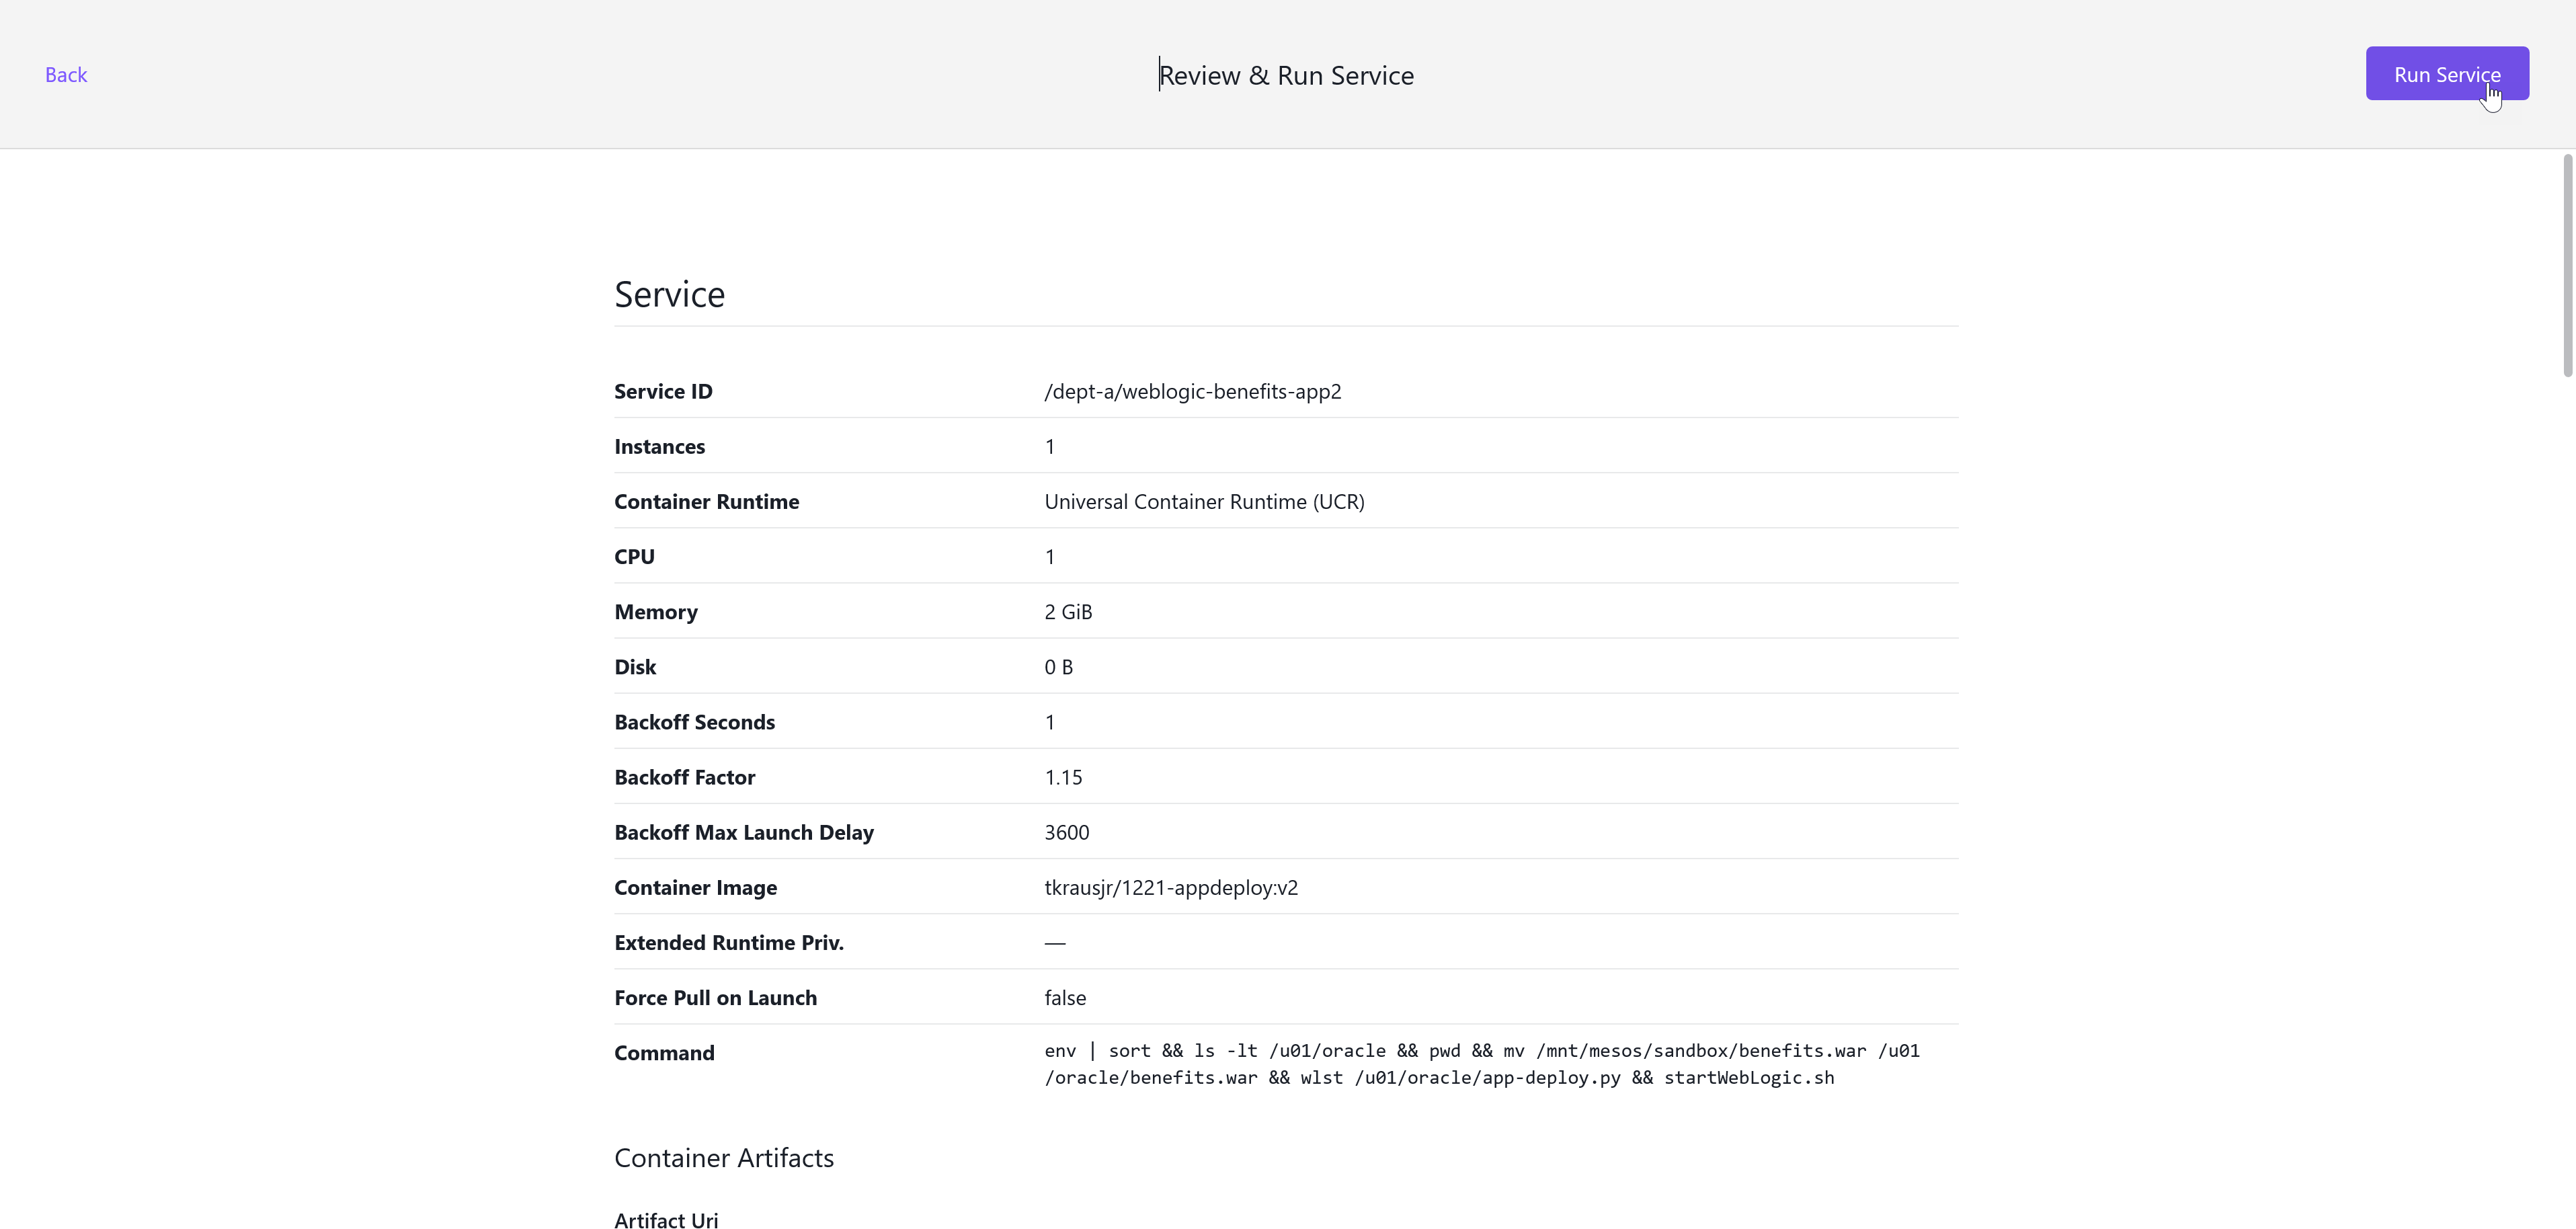 Back
Review & Run Service
Run Service
Service
Service ID /dept-a/weblogic-benefits-app2
Instances 1
Container Runtime Universal Container Runtime (UCR)
CPU 1
Memory 2 GiB
Disk 0 B
Backoff Seconds 1
Backoff Factor 1.15
Backoff Max Launch Delay 3600
Container Image tkrausjr/1221-appdeploy:v2
Extended Runtime Priv. —
Force Pull on Launch false
Command env | sort && ls -lt /u01/oracle && pwd && mv /mnt/mesos/sandbox/benefits.war /u01
/oracle/benefits.war && wlst /u01/oracle/app-deploy.py && startWebLogic.sh
Container Artifacts
Artifact Uri